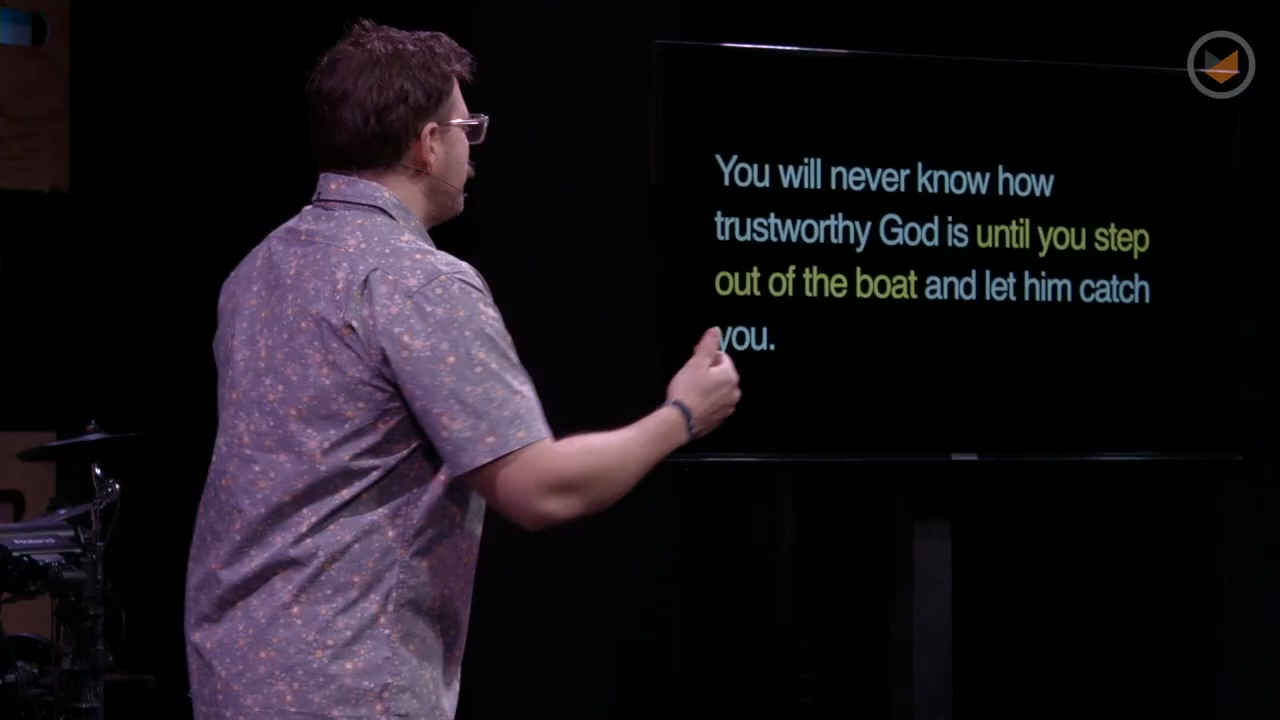 You will never know how
trustworthy God is until you step
out of the boat and let him catch
you.
Roland